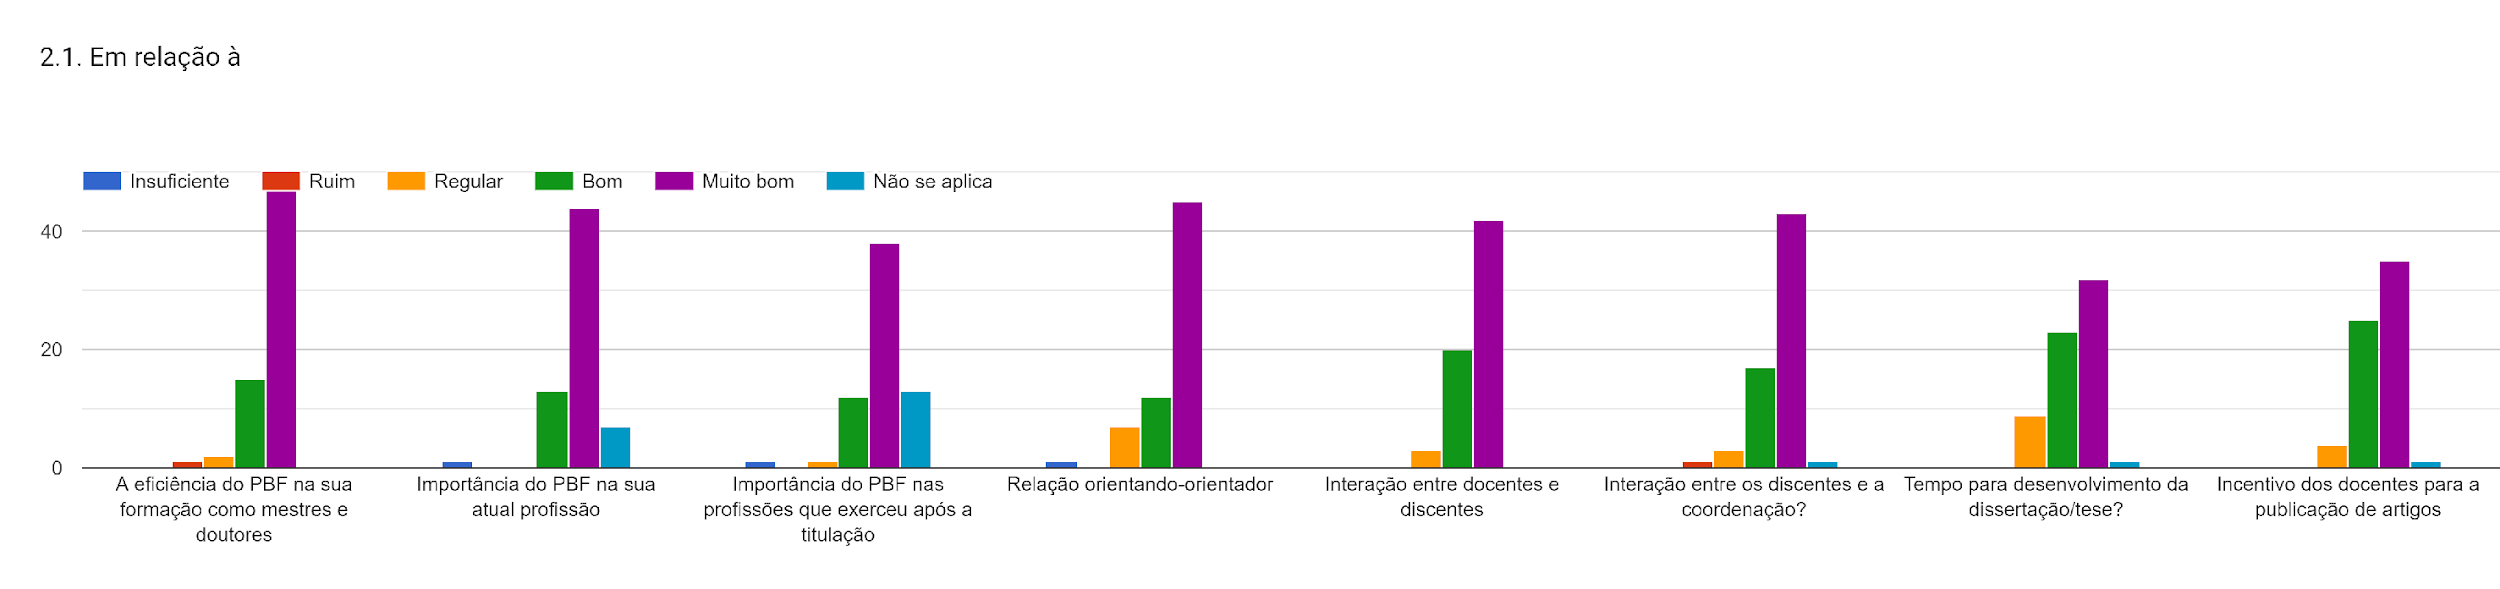 2.1. Em relação à
Insuficiente Ruim Regular Bom Muito bom Não se aplica
40
20
0
A eficiência do PBF na sua
formação como mestres e
doutores
Importância do PBF na sua
atual profissão
Importância do PBF nas
profissões que exerceu após a
titulação
Relação orientando-orientador
Interação entre docentes e
discentes
Interação entre os discentes e a
coordenação?
Tempo para desenvolvimento da
dissertação/tese?
Incentivo dos docentes para a
publicação de artigos